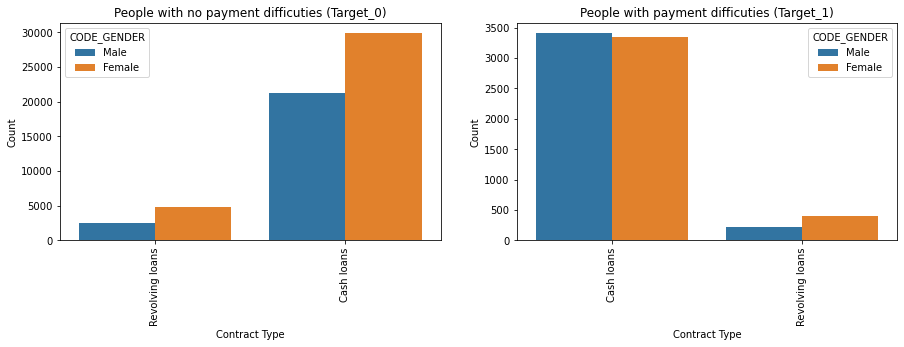 People with no payment difficuties (Target_0)
CODE_GENDER
Male
Female
30000
25000
20000
15000
10000
5000
0
Count
Revolving loans
Cash loans
Contract Type
People with payment difficuties (Target_1)
CODE_GENDER
Male
Female
3500
3000
2500
2000
1500
1000
500
0
Count
Cash loans
Revolving loans
Contract Type